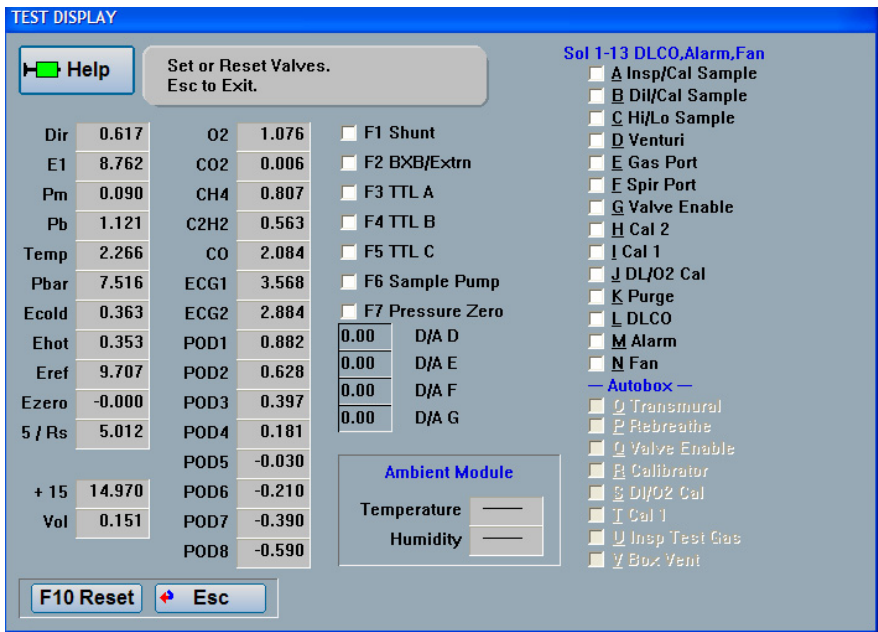 TEST DISPLAY
Help
Set or Reset Valves.
Esc to Exit.
Dir 0.617
E1 8.762
Pm 0.090
Pb 1.121
Temp 2.266
Pbar 7.516
Ecold 0.363
Ehot 0.353
Eref 9.707
Ezero -0.000
5 / Rs 5.012
+ 15 14.970
Vol 0.151
O2 1.076
CO2 0.006
CH4 0.807
C2H2 0.563
CO 2.084
ECG1 3.568
ECG2 2.884
POD1 0.882
POD2 0.628
POD3 0.397
POD4 0.181
POD5 -0.030
POD6 -0.210
POD7 -0.390
POD8 -0.590
F1 Shunt
F2 BXB/Extrn
F3 TTL A
F4 TTL B
F5 TTL C
F6 Sample Pump
F7 Pressure Zero
0.00 D/A D
0.00 D/A E
0.00 D/A F
0.00 D/A G
Ambient Module
Temperature
Humidity
Sol 1-13 DLCO,Alarm,Fan
A Insp/Cal Sample
B Dil/Cal Sample
C Hi/Lo Sample
D Venturi
E Gas Port
F Spir Port
G Valve Enable
H Cal 2
I Cal 1
J DL/O2 Cal
K Purge
L DLCO
M Alarm
N Fan
— Autobox —
O Transmural
P Rebreathe
Q Valve Enable
R Calibrator
S Dl/O2 Cal
T Cal 1
U Insp Test Gas
V Box Vent
F10 Reset
Esc